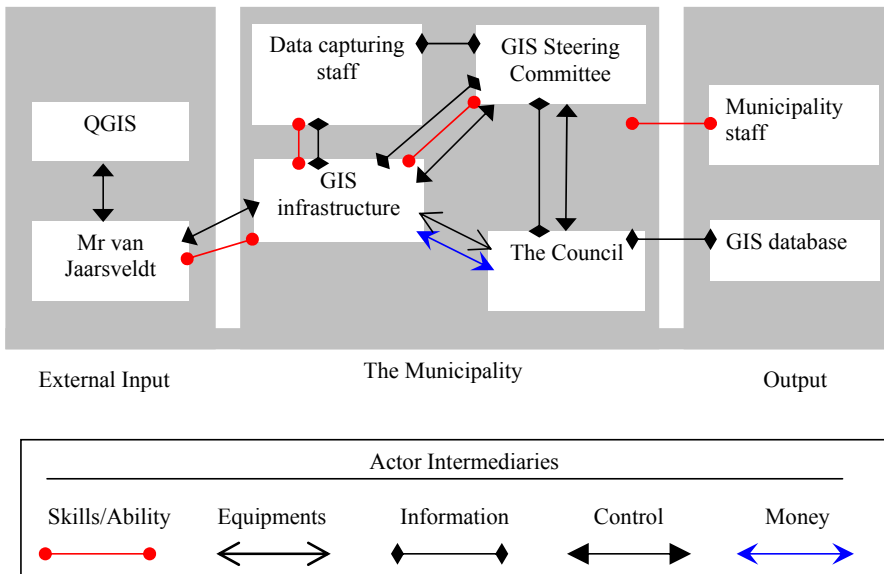 Data capturing
staff
GIS Steering
Committee
QGIS
Municipality
staff
GIS
infrastructure
Mr van
Jaarsveldt
The Council
GIS database
External Input
The Municipality
Output
Actor Intermediaries
Skills/Ability
Equipments
Information
Control
Money